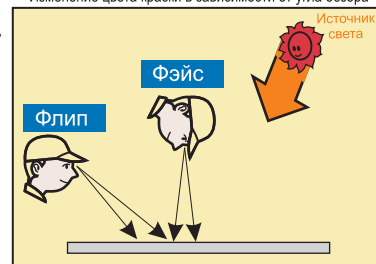 Изменение цвета краски в зависимости от угла обзора
Источник
света
Фэйс
Флип